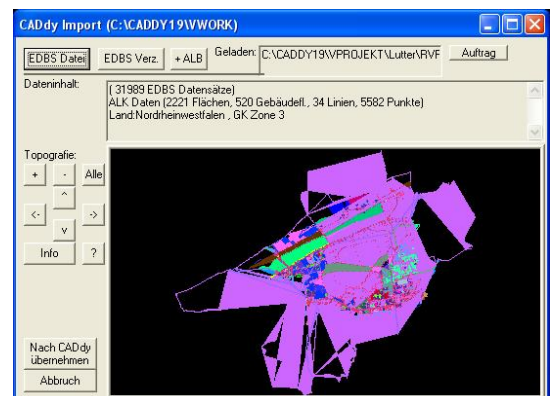 CADdy Import (C:\CADDY19\VWORK)
EDBS Datei EDBS Verz. + ALB Geladen: C:\CADDY19\VPROJEKT\Lutter\RVF Auftrag
Dateninhalt:
( 31989 EDBS Datensätze)
ALK Daten (2221 Flächen, 520 Gebäudefl., 34 Linien, 5582 Punkte)
Land:Nordrheinwestfalen , GK Zone 3
Topografie:
+ - Alle
^
<- ->
v
Info ?
Nach CADdy
übernehmen
Abbruch